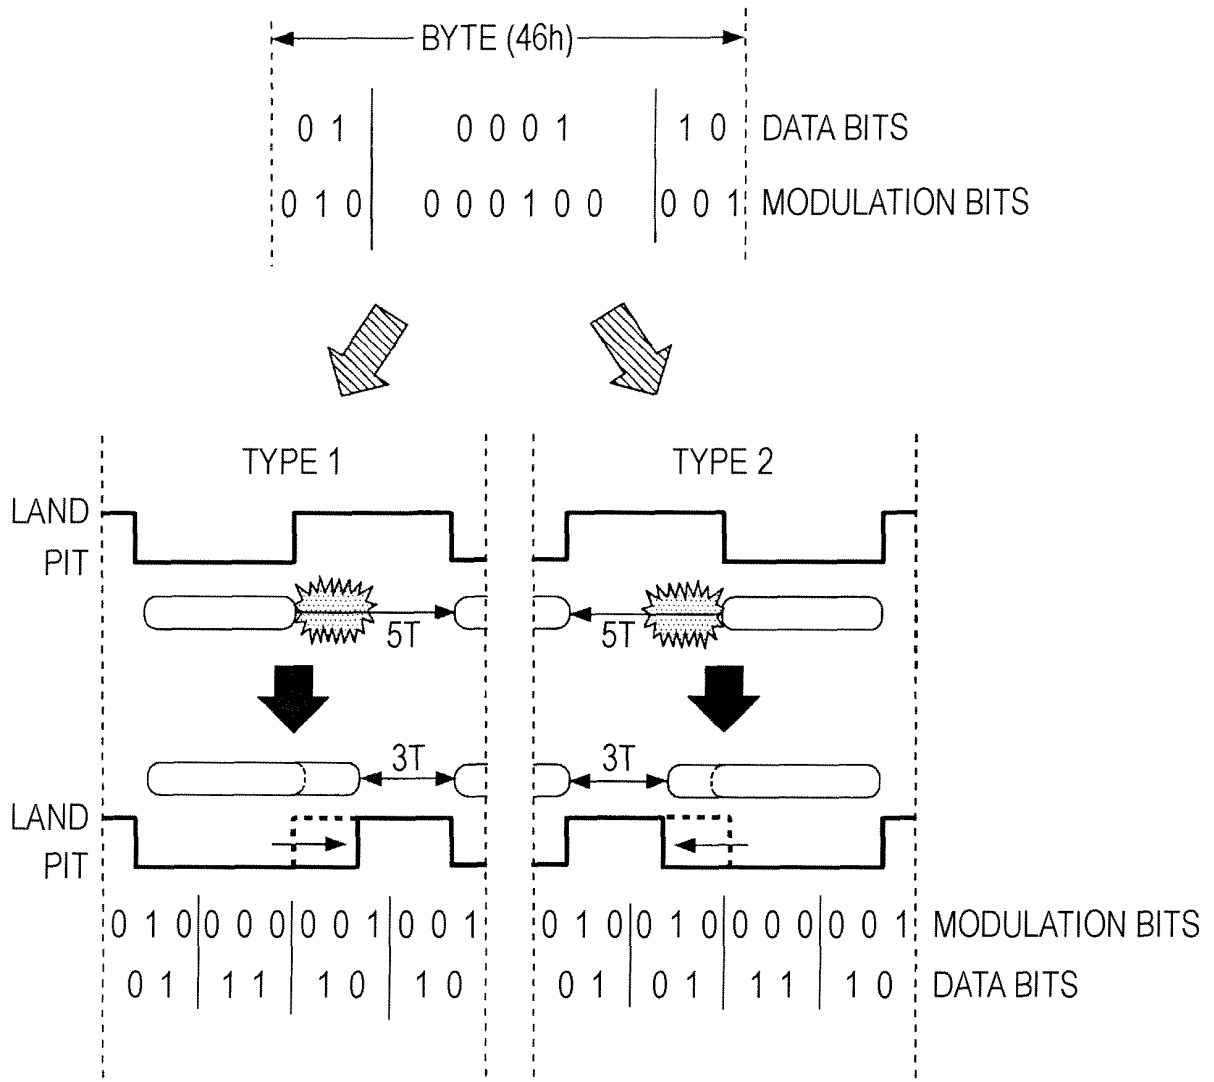 BYTE (46h)
0 1 0 0 0 1 1 0 DATA BITS
0 1 0 0 0 0 1 0 0 0 0 1 MODULATION BITS
TYPE 1 TYPE 2
LAND
PIT
5T 5T
3T 3T
LAND
PIT
0 1 0 0 0 0 0 0 1 0 0 1 0 1 0 0 1 0 0 0 0 0 0 1 MODULATION BITS
0 1 1 1 1 0 1 0 0 1 0 1 1 1 1 0 DATA BITS